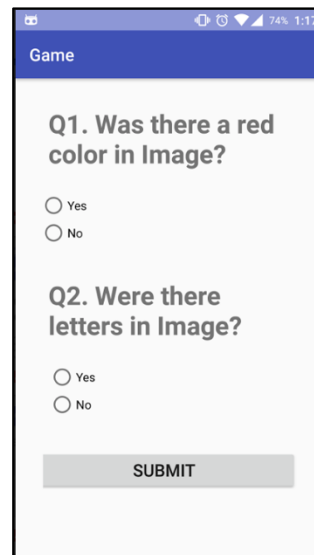 74% 1:17
Game
Q1. Was there a red
color in Image?
Yes
No
Q2. Were there
letters in Image?
Yes
No
SUBMIT